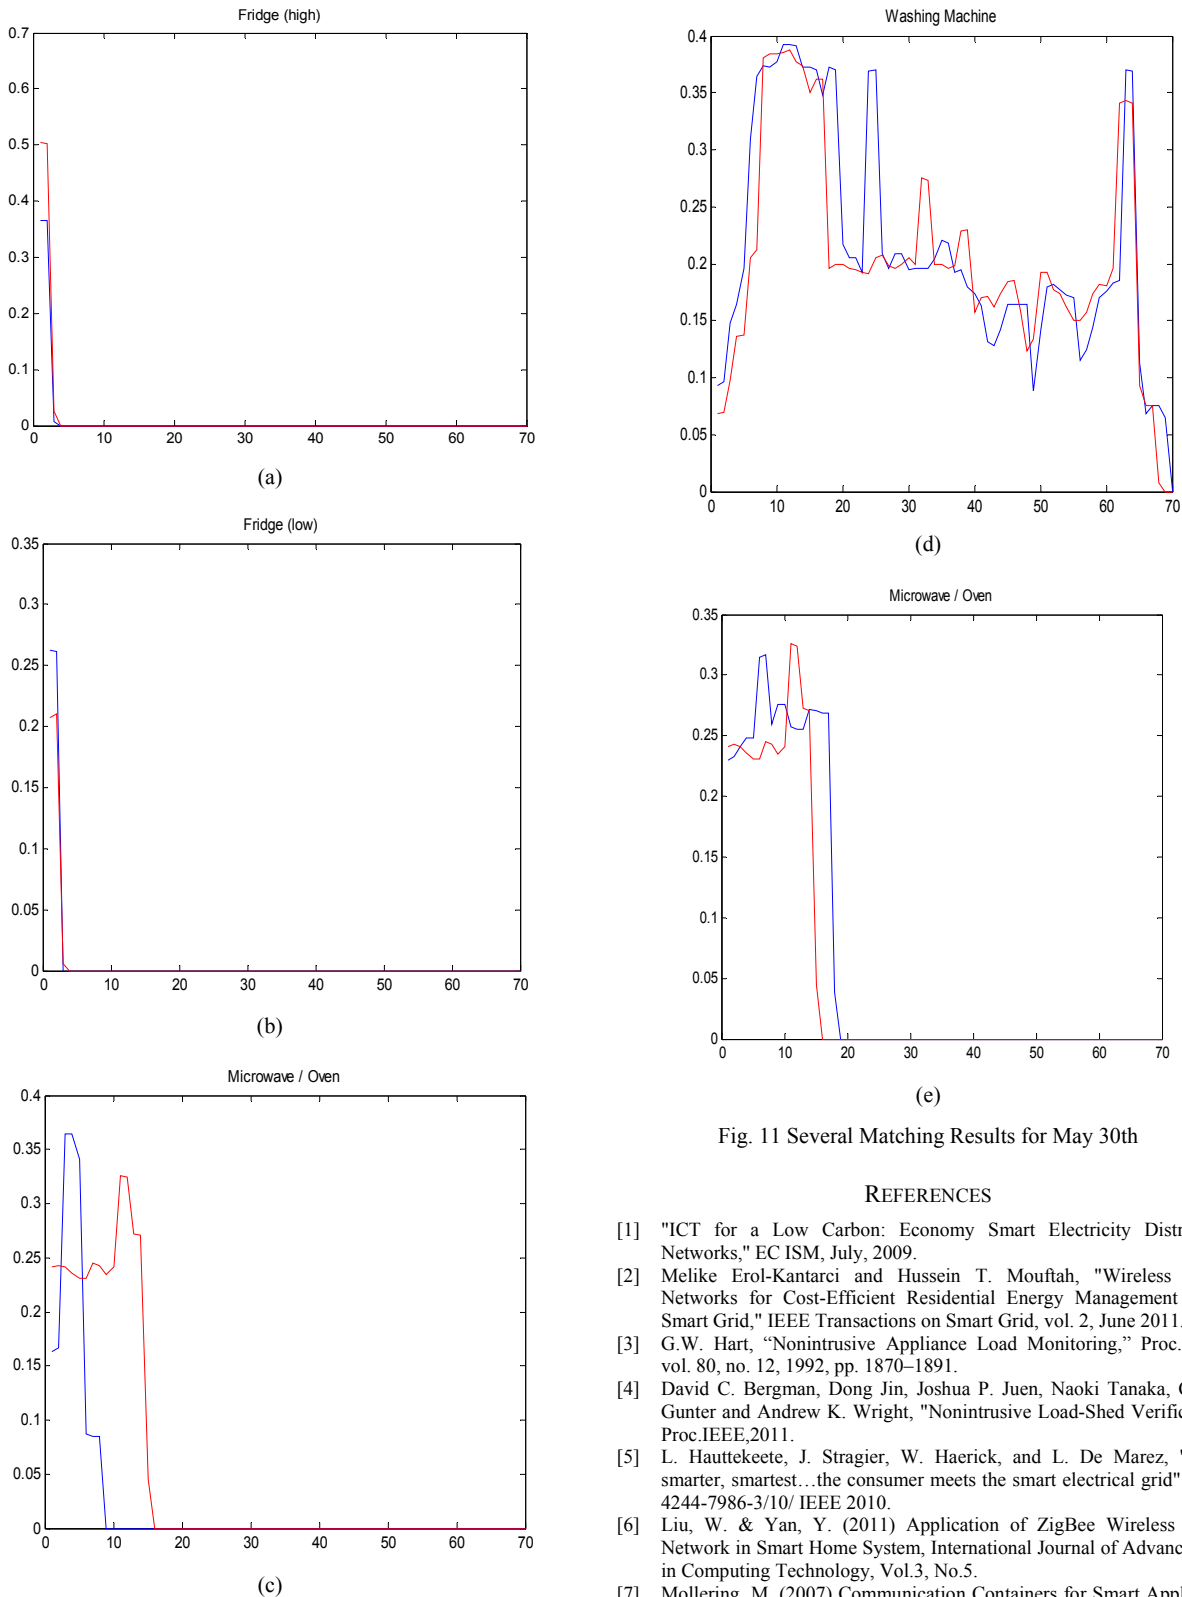 Fridge (high)
0.7
0.6
0.5
0.4
0.3
0.2
0.1
0
0 10 20 30 40 50 60 70
(a)
Fridge (low)
0.35
0.3
0.25
0.2
0.15
0.1
0.05
0
0 10 20 30 40 50 60 70
(b)
Microwave / Oven
0.4
0.35
0.3
0.25
0.2
0.15
0.1
0.05
0
0 10 20 30 40 50 60 70
(c)
Washing Machine
0.4
0.35
0.3
0.25
0.2
0.15
0.1
0.05
0
0 10 20 30 40 50 60 70
(d)
Microwave / Oven
0.35
0.3
0.25
0.2
0.15
0.1
0.05
0
0 10 20 30 40 50 60 70
(e)
Fig. 11 Several Matching Results for May 30th
REFERENCES
[1] "ICT for a Low Carbon: Economy Smart Electricity Distr
Networks," EC ISM, July, 2009.
[2] Melike Erol-Kantarci and Hussein T. Mouftah, "Wireless
Networks for Cost-Efficient Residential Energy Management
Smart Grid," IEEE Transactions on Smart Grid, vol. 2, June 2011.
[3] G.W. Hart, “Nonintrusive Appliance Load Monitoring,” Proc.
vol. 80, no. 12, 1992, pp. 1870–1891.
[4] David C. Bergman, Dong Jin, Joshua P. Juen, Naoki Tanaka,
Gunter and Andrew K. Wright, "Nonintrusive Load-Shed Verific
Proc.IEEE,2011.
[5] L. Hauttekeete, J. Stragier, W. Haerick, and L. De Marez, "
smarter, smartest…the consumer meets the smart electrical grid"
4244-7986-3/10/ IEEE 2010.
[6] Liu, W. & Yan, Y. (2011) Application of ZigBee Wireless
Network in Smart Home System, International Journal of Advanc
in Computing Technology, Vol.3, No.5.
[7] Mollering, M. (2007) Communication Containers for Smart Appl